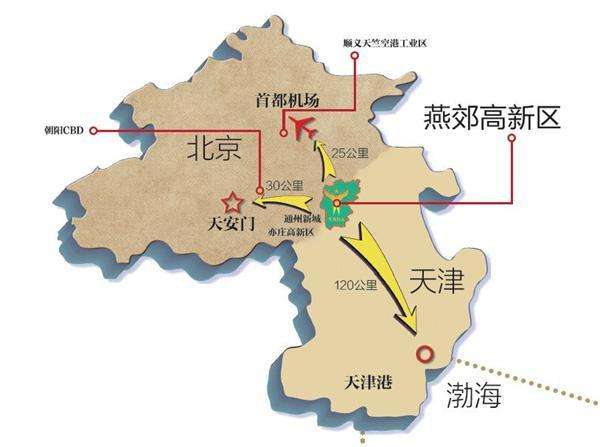 顺义天竺空港工业区
首都机场
燕郊高新区
朝阳CBD
北京
25公里
30公里
天安门
通州新城
亦庄高新区
天津
120公里
天津港
渤海